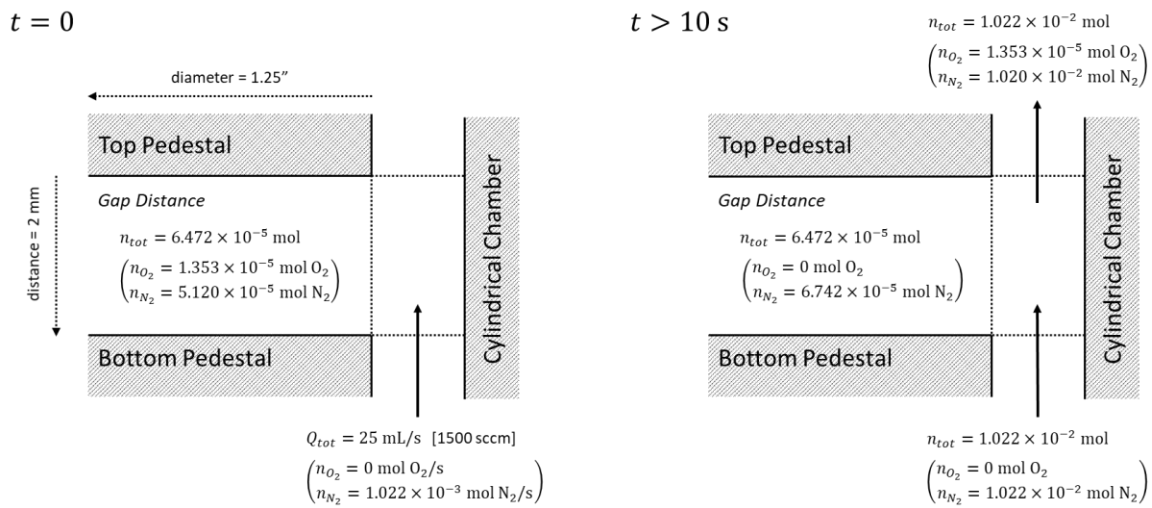 t = 0
diameter = 1.25″
Top Pedestal
Gap Distance
n_tot = 6.472 × 10⁻⁵ mol
(n_O₂ = 1.353 × 10⁻⁵ mol O₂)
(n_N₂ = 5.120 × 10⁻⁵ mol N₂)
distance = 2 mm
Bottom Pedestal
Cylindrical Chamber
Q_tot = 25 mL/s [1500 sccm]
(n_O₂ = 0 mol O₂/s)
(n_N₂ = 1.022 × 10⁻³ mol N₂/s)
t > 10 s
n_tot = 1.022 × 10⁻² mol
(n_O₂ = 1.353 × 10⁻⁵ mol O₂)
(n_N₂ = 1.020 × 10⁻² mol N₂)
Top Pedestal
Gap Distance
n_tot = 6.472 × 10⁻⁵ mol
(n_O₂ = 0 mol O₂)
(n_N₂ = 6.742 × 10⁻⁵ mol N₂)
Bottom Pedestal
Cylindrical Chamber
n_tot = 1.022 × 10⁻² mol
(n_O₂ = 0 mol O₂)
(n_N₂ = 1.022 × 10⁻² mol N₂)